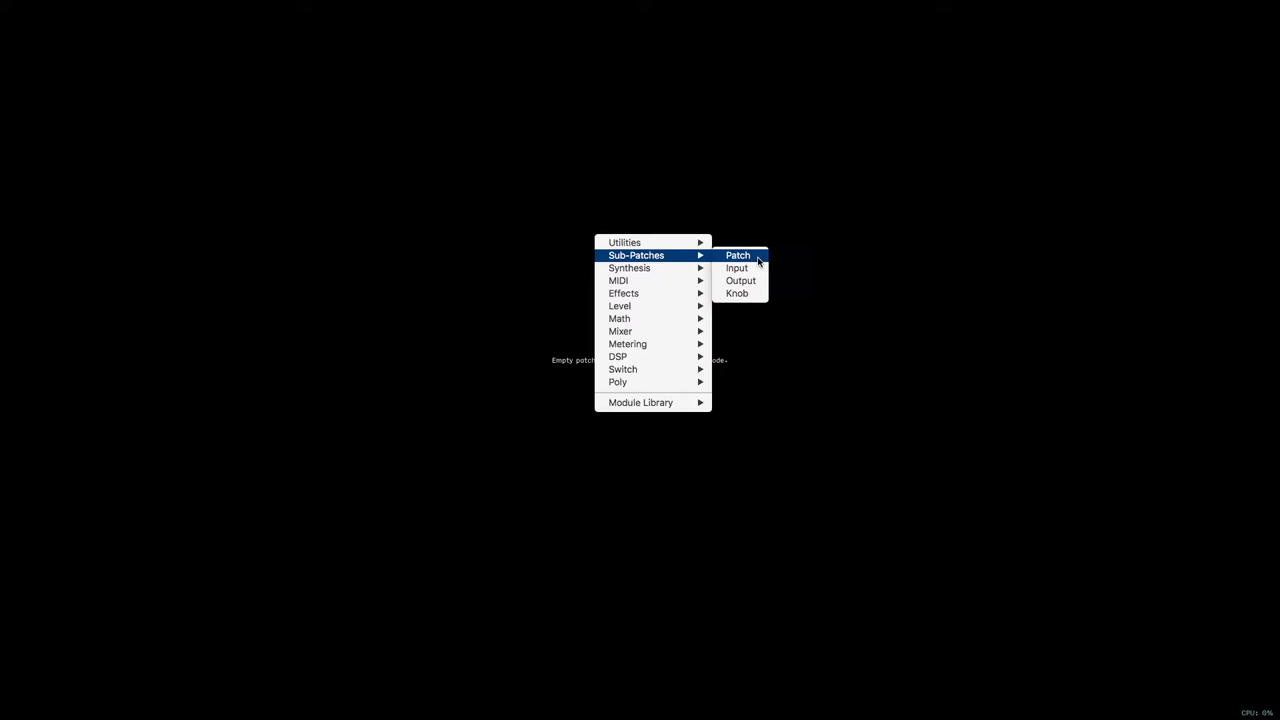 Utilities
Sub-Patches
Synthesis
MIDI
Effects
Level
Math
Mixer
Metering
DSP
Switch
Poly
Module Library
Patch
Input
Output
Knob
Empty
CPU: 0%